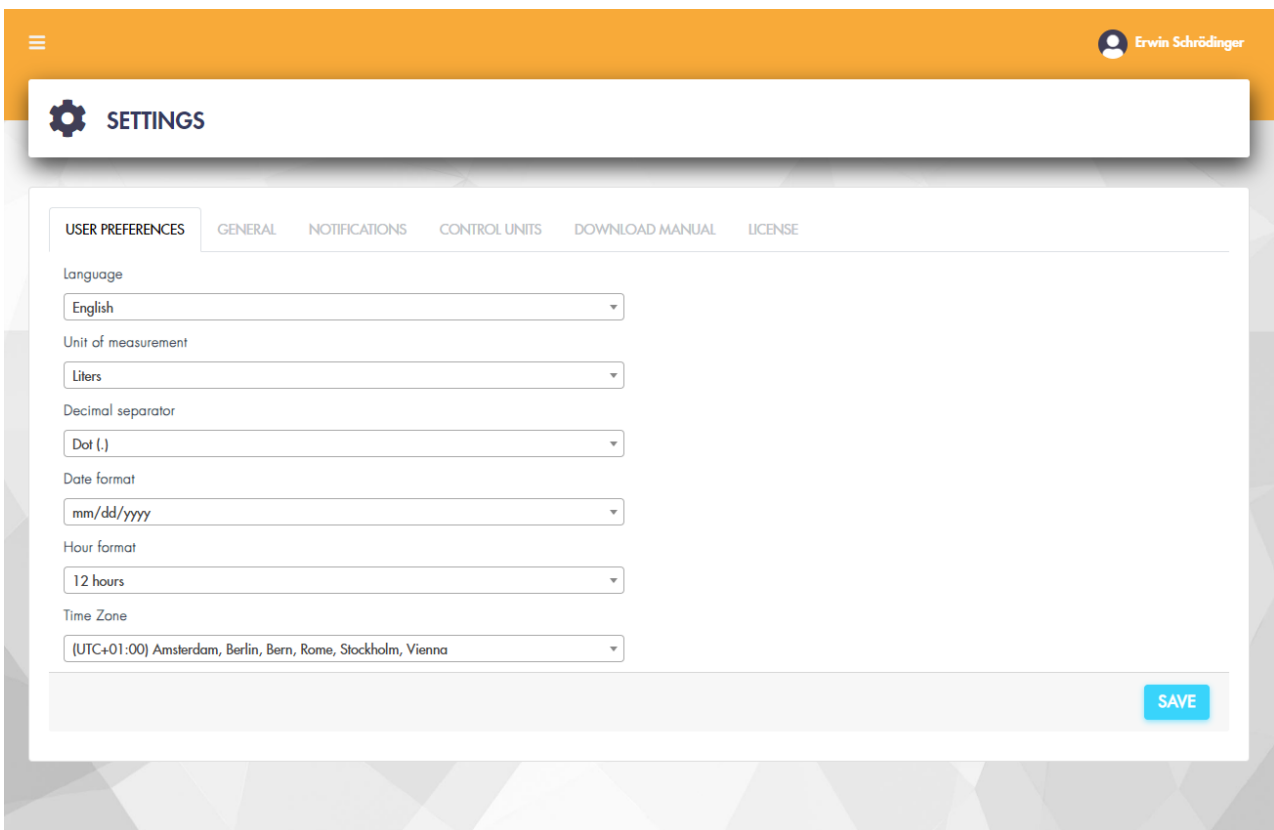 Erwin Schrödinger
SETTINGS
USER PREFERENCES GENERAL NOTIFICATIONS CONTROL UNITS DOWNLOAD MANUAL LICENSE
Language
English
Unit of measurement
Liters
Decimal separator
Dot (.)
Date format
mm/dd/yyyy
Hour format
12 hours
Time Zone
(UTC+01:00) Amsterdam, Berlin, Bern, Rome, Stockholm, Vienna
SAVE